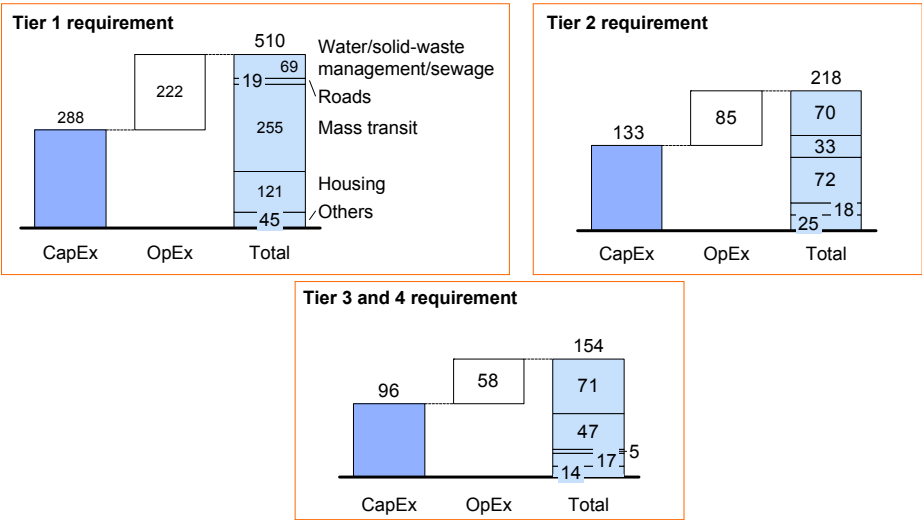 Tier 1 requirement
510
Water/solid-waste
management/sewage
69
19
Roads
222
288
255
Mass transit
121
Housing
45
Others
CapEx
OpEx
Total
Tier 2 requirement
218
70
85
133
33
72
18
25
CapEx
OpEx
Total
Tier 3 and 4 requirement
154
71
58
96
47
5
17
14
CapEx
OpEx
Total